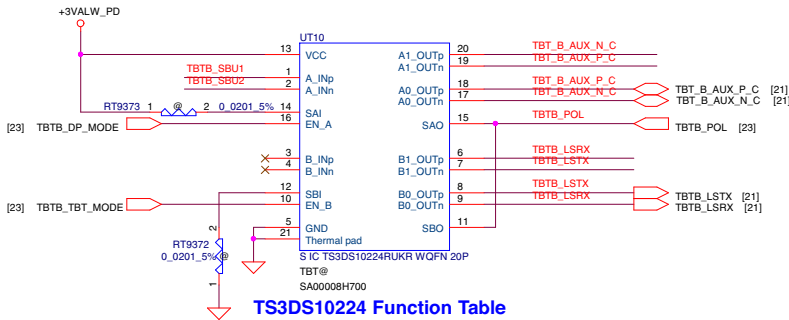 +3VALW_PD
UT10
13 VCC
TBTB_SBU1 1 A_INp
TBTB_SBU2 2 A_INn
RT9373 1 @ 2 0_0201_5% 14 SAI
[23] TBTB_DP_MODE 16 EN_A
3 B_INp
4 B_INn
12 SBI
[23] TBTB_TBT_MODE 10 EN_B
5 GND
21 Thermal pad
A1_OUTp 20 TBT_B_AUX_N_C
A1_OUTn 19 TBT_B_AUX_P_C
A0_OUTp 18 TBT_B_AUX_P_C TBT_B_AUX_P_C [21]
A0_OUTn 17 TBT_B_AUX_N_C TBT_B_AUX_N_C [21]
SAO 15 TBTB_POL TBTB_POL [23]
B1_OUTp 6 TBTB_LSRX
B1_OUTn 7 TBTB_LSTX
B0_OUTp 8 TBTB_LSTX TBTB_LSTX [21]
B0_OUTn 9 TBTB_LSRX TBTB_LSRX [21]
SBO 11
2
RT9372
0_0201_5% @
1
S IC TS3DS10224RUKR WQFN 20P
TBT@
SA00008H700
TS3DS10224 Function Table